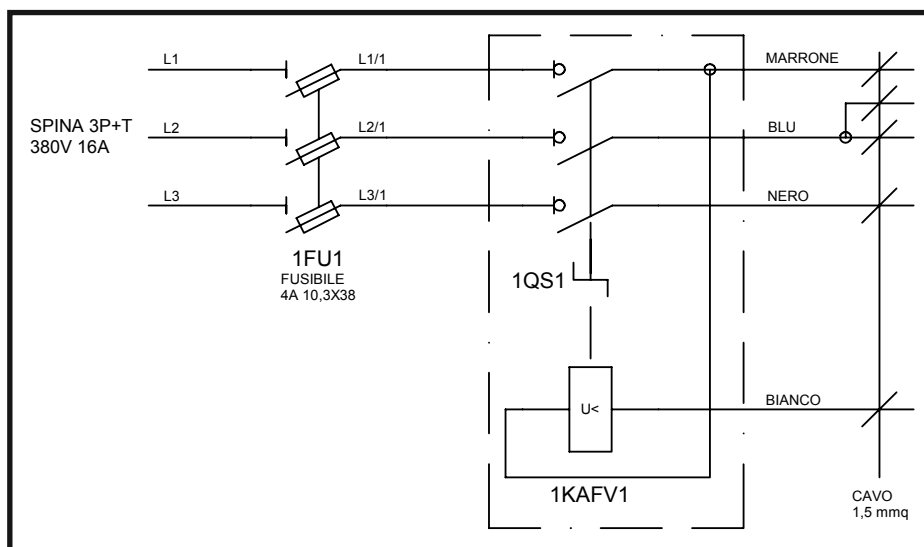 L1
L1/1
MARRONE
SPINA 3P+T
380V 16A
L2
L2/1
BLU
L3
L3/1
NERO
1FU1
FUSIBILE
4A 10,3X38
1QS1
U<
BIANCO
1KAFV1
CAVO
1,5 mmq